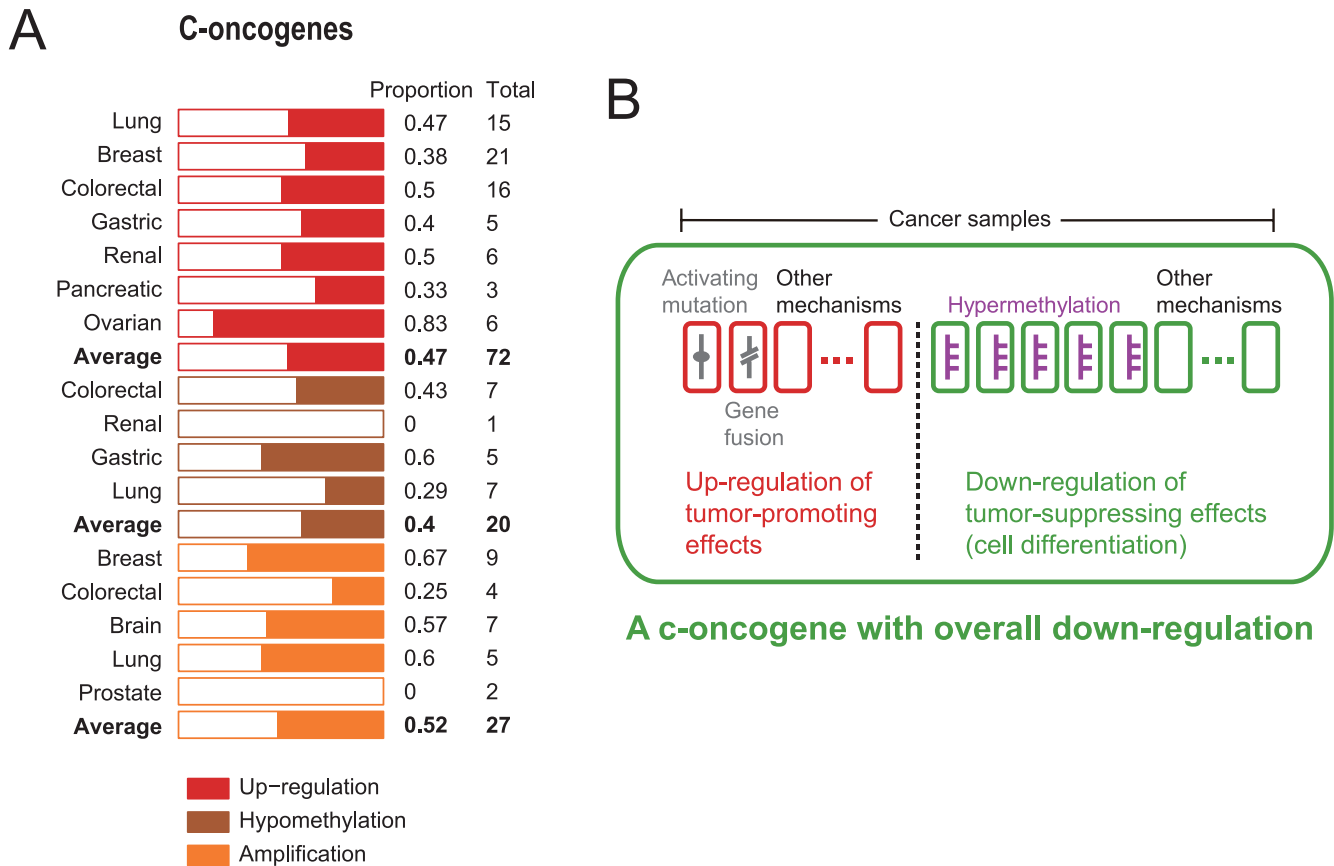 A
C-oncogenes
Proportion Total
Lung 0.47 15
Breast 0.38 21
Colorectal 0.5 16
Gastric 0.4 5
Renal 0.5 6
Pancreatic 0.33 3
Ovarian 0.83 6
Average 0.47 72
Colorectal 0.43 7
Renal 0 1
Gastric 0.6 5
Lung 0.29 7
Average 0.4 20
Breast 0.67 9
Colorectal 0.25 4
Brain 0.57 7
Lung 0.6 5
Prostate 0 2
Average 0.52 27
Up−regulation
Hypomethylation
Amplification
B
Cancer samples
Activating
mutation
Other
mechanisms
Hypermethylation
Other
mechanisms
Gene
fusion
Up-regulation of
tumor-promoting
effects
Down-regulation of
tumor-suppressing effects
(cell differentiation)
A c-oncogene with overall down-regulation